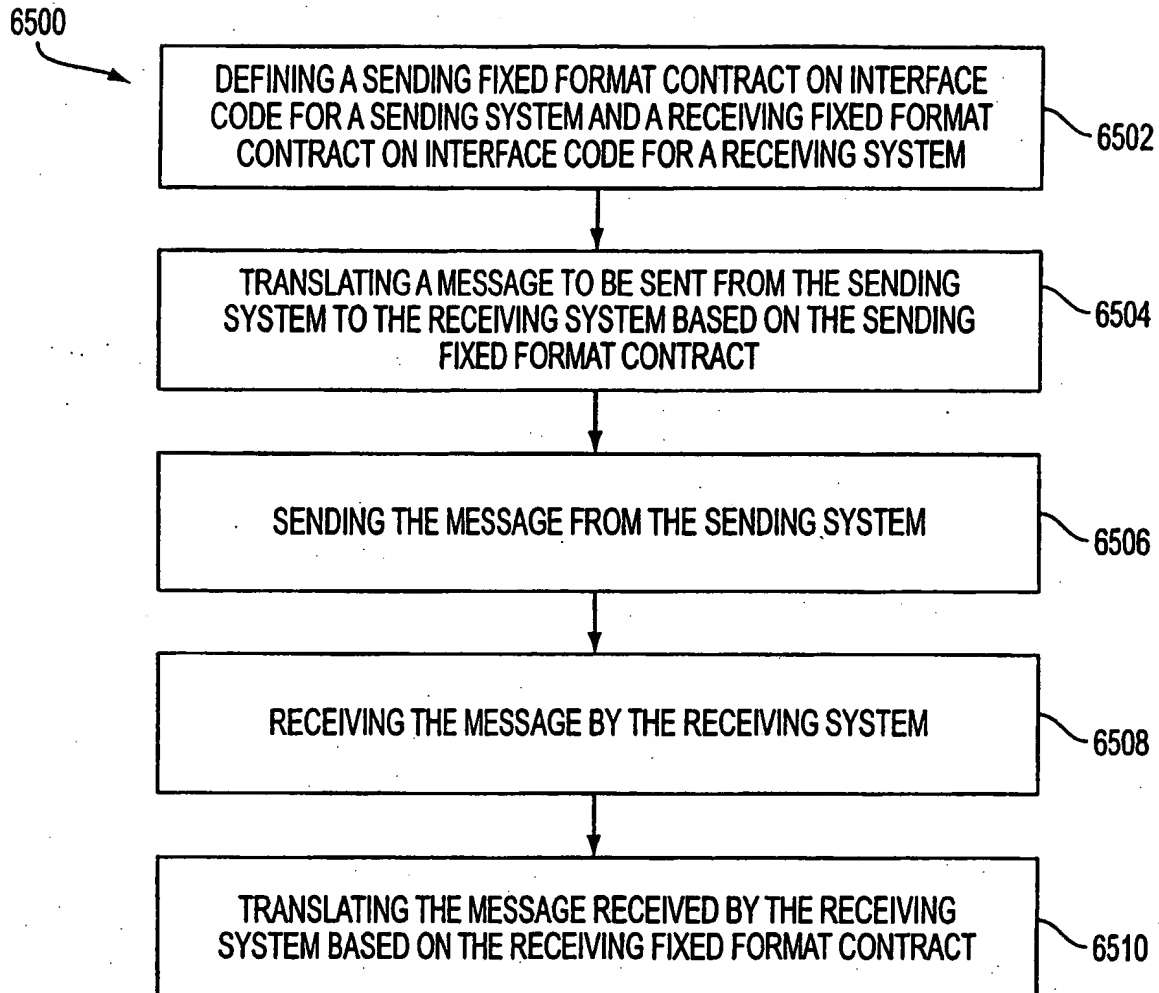 6500
DEFINING A SENDING FIXED FORMAT CONTRACT ON INTERFACE
CODE FOR A SENDING SYSTEM AND A RECEIVING FIXED FORMAT
CONTRACT ON INTERFACE CODE FOR A RECEIVING SYSTEM
6502
TRANSLATING A MESSAGE TO BE SENT FROM THE SENDING
SYSTEM TO THE RECEIVING SYSTEM BASED ON THE SENDING
FIXED FORMAT CONTRACT
6504
SENDING THE MESSAGE FROM THE SENDING SYSTEM
6506
RECEIVING THE MESSAGE BY THE RECEIVING SYSTEM
6508
TRANSLATING THE MESSAGE RECEIVED BY THE RECEIVING
SYSTEM BASED ON THE RECEIVING FIXED FORMAT CONTRACT
6510